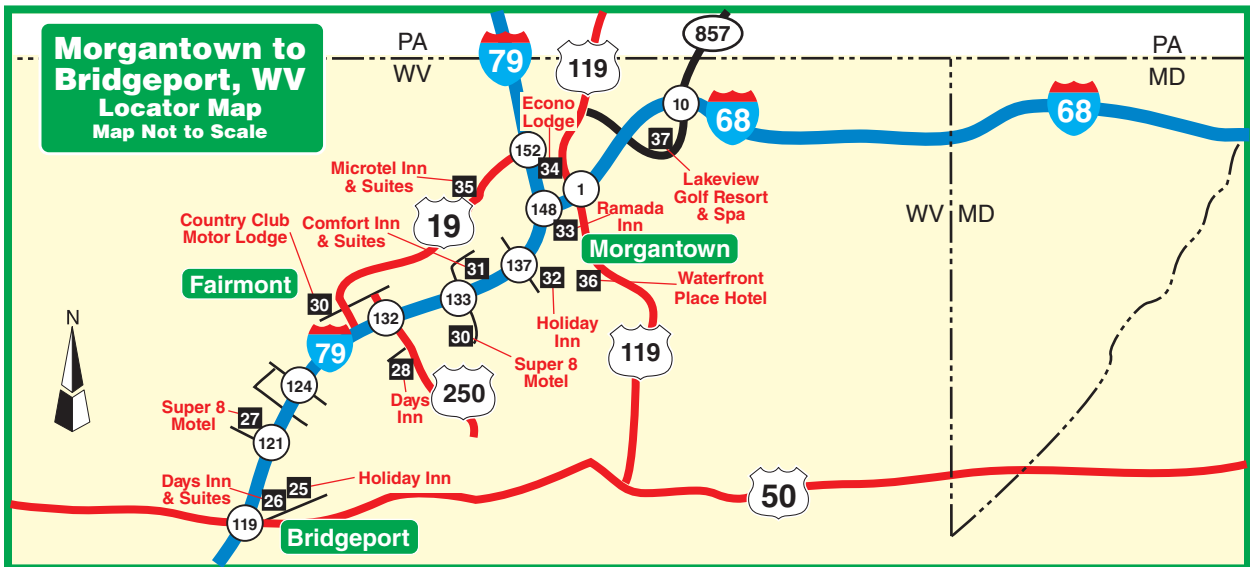 Morgantown to
Bridgeport, WV
Locator Map
Map Not to Scale
PA
WV
79
119
857
PA
MD
Econo
Lodge
10
68
68
37
152
34
Microtel Inn
& Suites
35
1
Lakeview
Golf Resort
& Spa
148
19
Ramada
Inn
33
WV
MD
Country Club
Motor Lodge
Comfort Inn
& Suites
Morgantown
31
137
Fairmont
32
36
Waterfront
Place Hotel
30
133
132
Holiday
Inn
N
30
79
119
Super 8
Motel
28
124
250
Days
Inn
Super 8
Motel
27
121
Days Inn
& Suites
26
25
Holiday Inn
50
119
Bridgeport